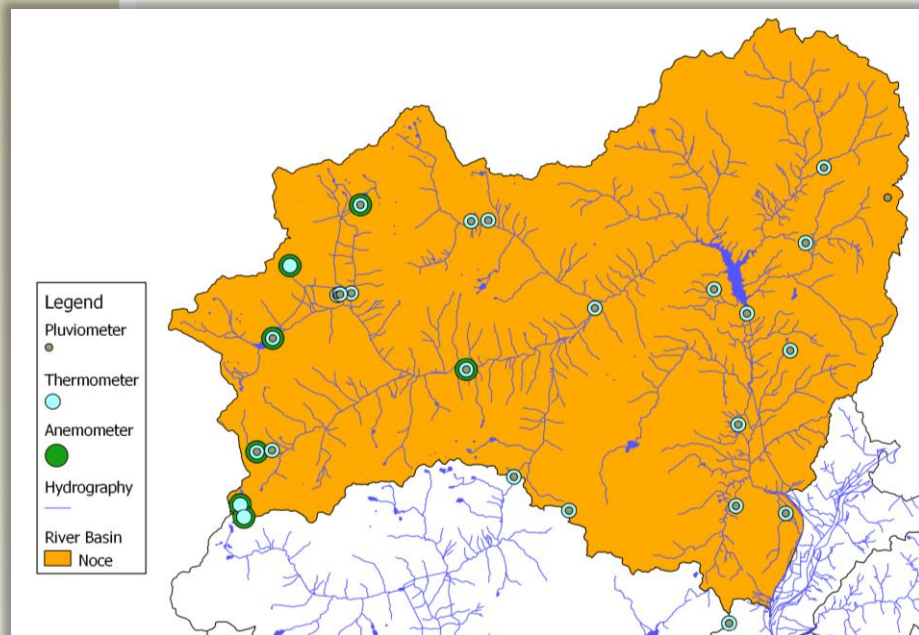 Legend
Pluviometer
Thermometer
Anemometer
Hydrography
River Basin
Noce